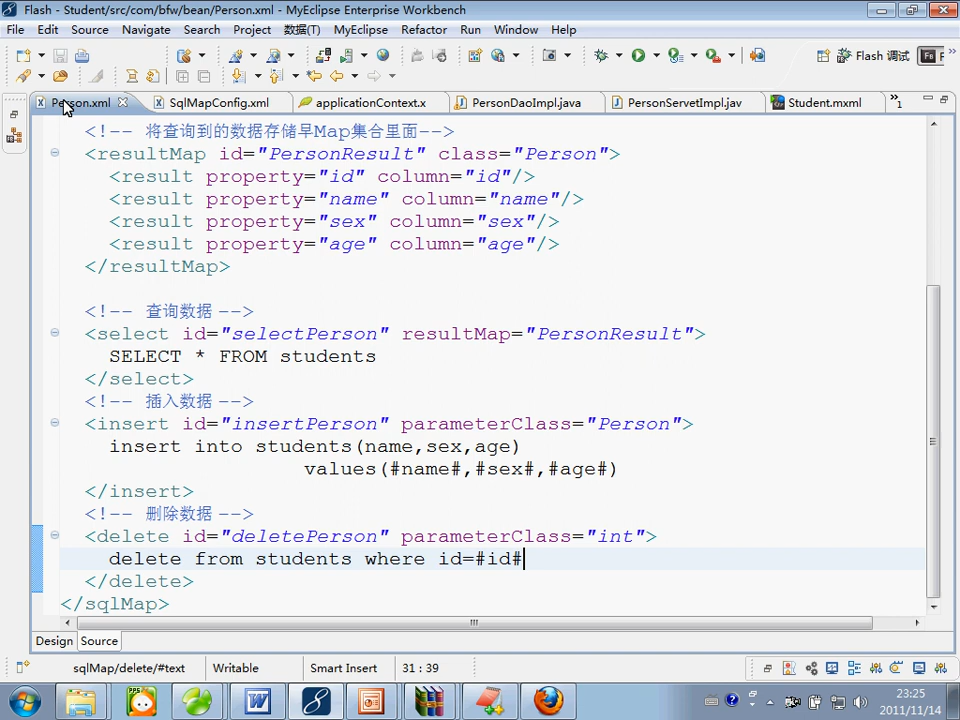 Flash - Student/src/com/bfw/bean/Person.xml - MyEclipse Enterprise Workbench
File Edit Source Navigate Search Project 数据(T) MyEclipse Refactor Run Window Help
Flash 调试
Person.xml SqlMapConfig.xml applicationContext.x PersonDaoImpl.java PersonServetImpl.jav Student.mxml »1
<!-- 将查询到的数据存储早Map集合里面-->
<resultMap id="PersonResult" class="Person">
<result property="id" column="id"/>
<result property="name" column="name"/>
<result property="sex" column="sex"/>
<result property="age" column="age"/>
</resultMap>
<!-- 查询数据 -->
<select id="selectPerson" resultMap="PersonResult">
SELECT * FROM students
</select>
<!-- 插入数据 -->
<insert id="insertPerson" parameterClass="Person">
insert into students(name,sex,age)
values(#name#,#sex#,#age#)
</insert>
<!-- 删除数据 -->
<delete id="deletePerson" parameterClass="int">
delete from students where id=#id#
</delete>
</sqlMap>
Design Source
sqlMap/delete/#text Writable Smart Insert 31 : 39
23:25
2011/11/14